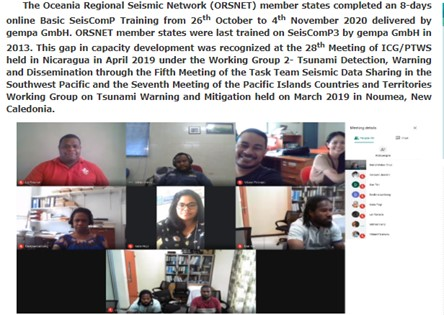 The Oceania Regional Seismic Network (ORSNET) member states completed an 8-days
online Basic SeisComP Training from 26th October to 4th November 2020 delivered by
gempa GmbH. ORSNET member states were last trained on SeisComP3 by gempa GmbH in
2013. This gap in capacity development was recognized at the 28th Meeting of ICG/PTWS
held in Nicaragua in April 2019 under the Working Group 2- Tsunami Detection, Warning
and Dissemination through the Fifth Meeting of the Task Team Seismic Data Sharing in the
Southwest Pacific and the Seventh Meeting of the Pacific Islands Countries and Territories
Working Group on Tsunami Warning and Mitigation held on March 2019 in Noumea, New
Caledonia.
Meeting details